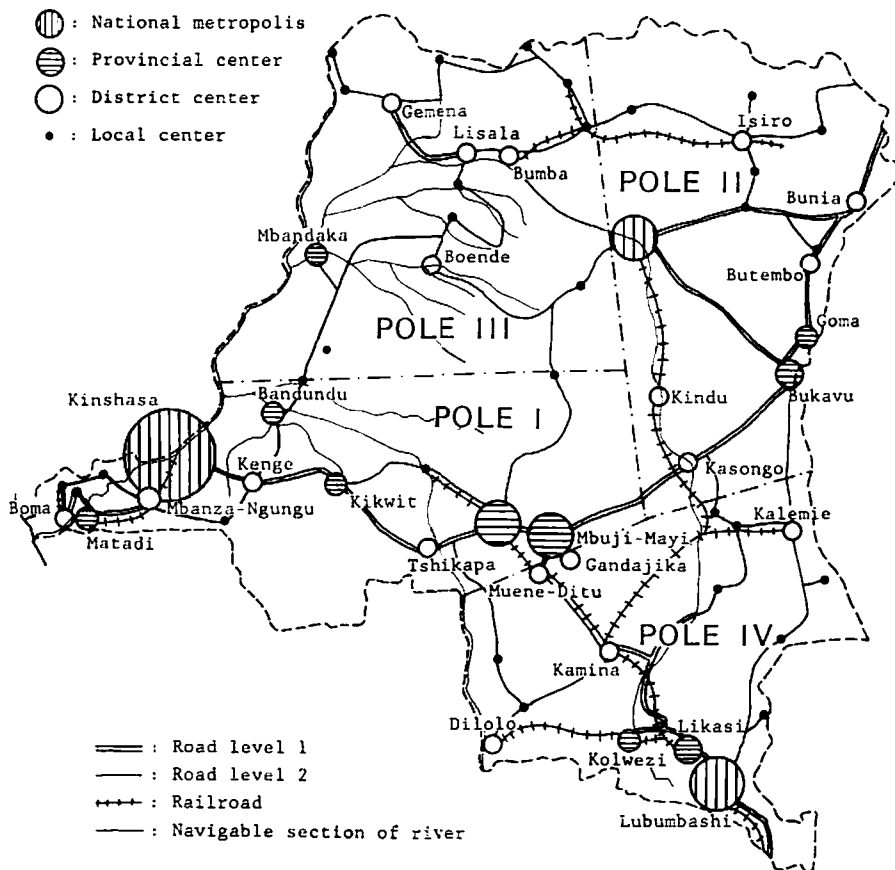 : National metropolis
: Provincial center
: District center
: Local center
Gemena
Lisala
Bumba
Isiro
POLE II
Bunia
Mbandaka
Boende
Butembo
POLE III
Goma
Bandundu
Kinshasa
POLE I
Kindu
Bukavu
Kenge
Kasongo
Kikwit
Boma
Mbanza-Ngungu
Kalemie
Matadi
Mbuji-Mayi
Tshikapa
Gandajika
Muene-Ditu
POLE IV
Kamina
Dilolo
Likasi
Kolwezi
Lubumbashi
: Road level 1
: Road level 2
: Railroad
: Navigable section of river